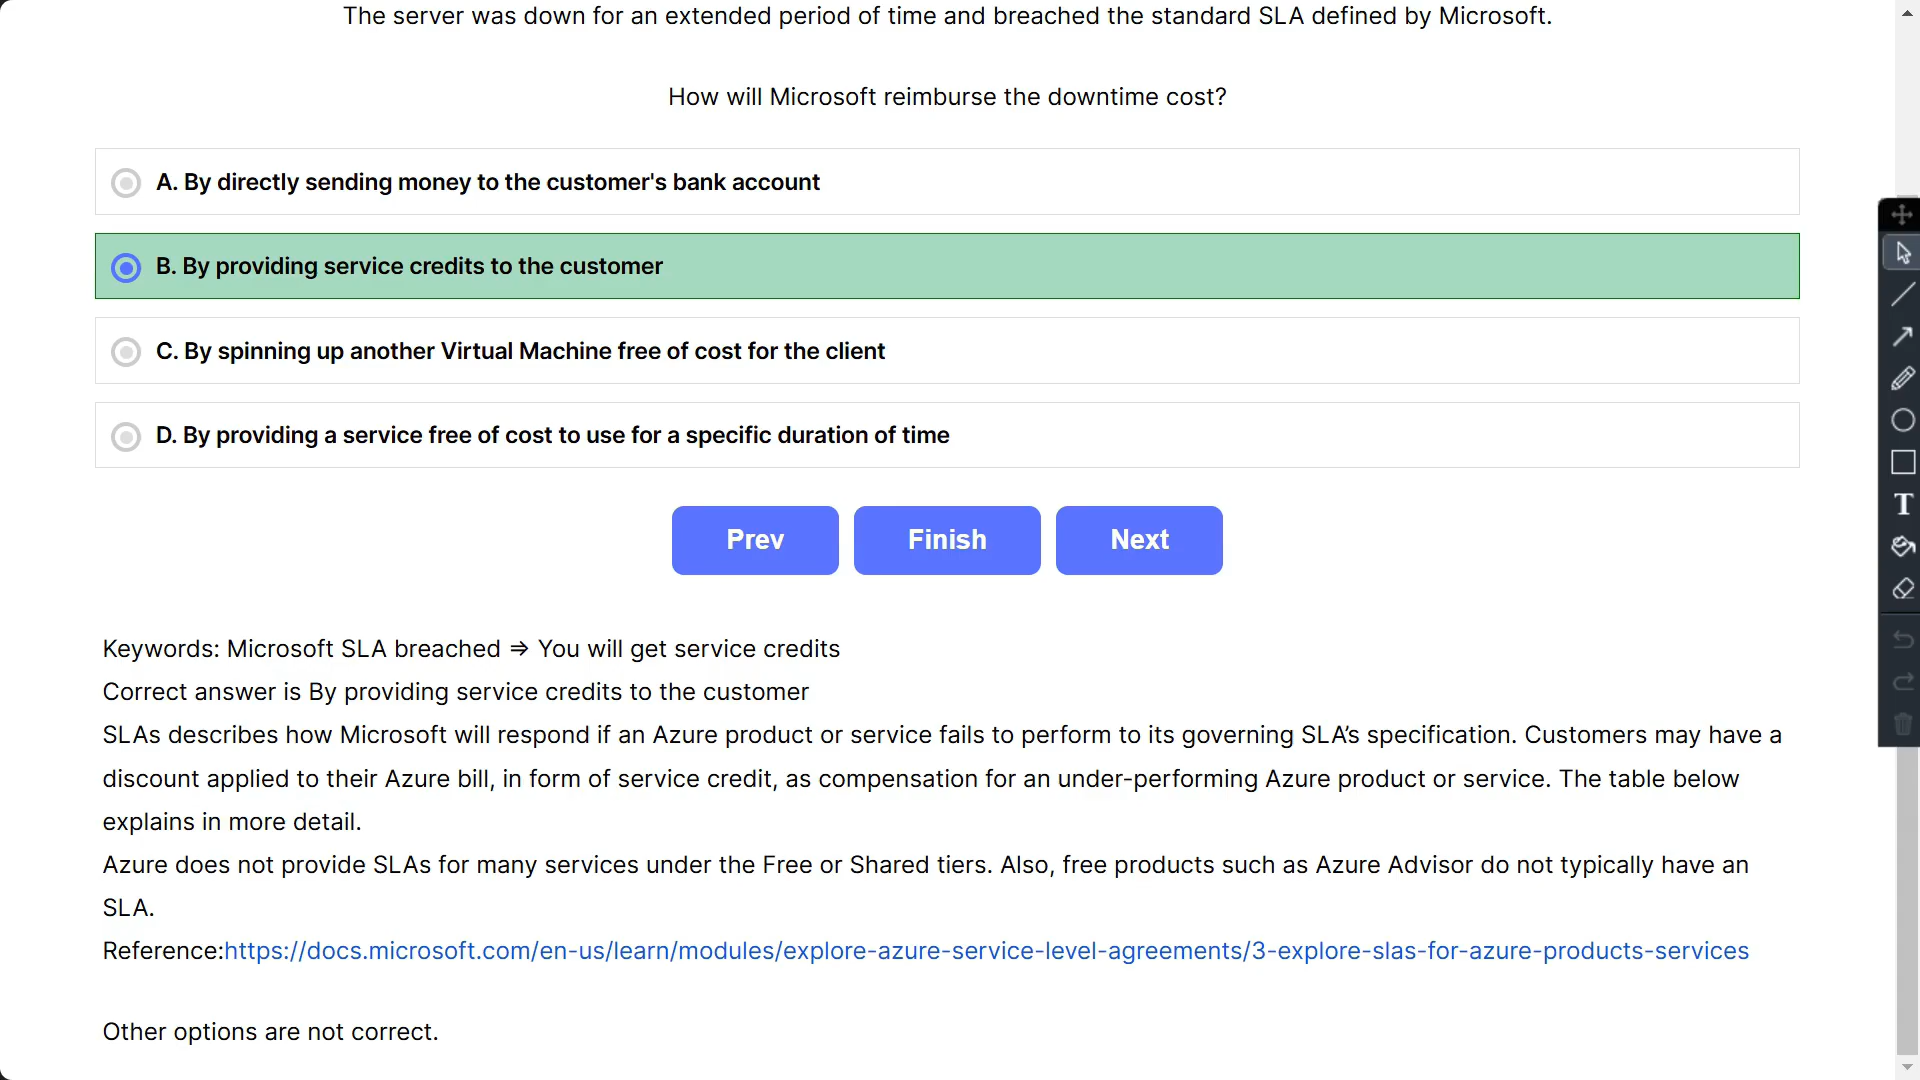 The server was down for an extended period of time and breached the standard SLA defined by Microsoft.
How will Microsoft reimburse the downtime cost?
A. By directly sending money to the customer's bank account
B. By providing service credits to the customer
C. By spinning up another Virtual Machine free of cost for the client
D. By providing a service free of cost to use for a specific duration of time
Prev Finish Next
Keywords: Microsoft SLA breached => You will get service credits
Correct answer is By providing service credits to the customer
SLAs describes how Microsoft will respond if an Azure product or service fails to perform to its governing SLA’s specification. Customers may have a
discount applied to their Azure bill, in form of service credit, as compensation for an under-performing Azure product or service. The table below
explains in more detail.
Azure does not provide SLAs for many services under the Free or Shared tiers. Also, free products such as Azure Advisor do not typically have an
SLA.
Reference:https://docs.microsoft.com/en-us/learn/modules/explore-azure-service-level-agreements/3-explore-slas-for-azure-products-services
Other options are not correct.
T